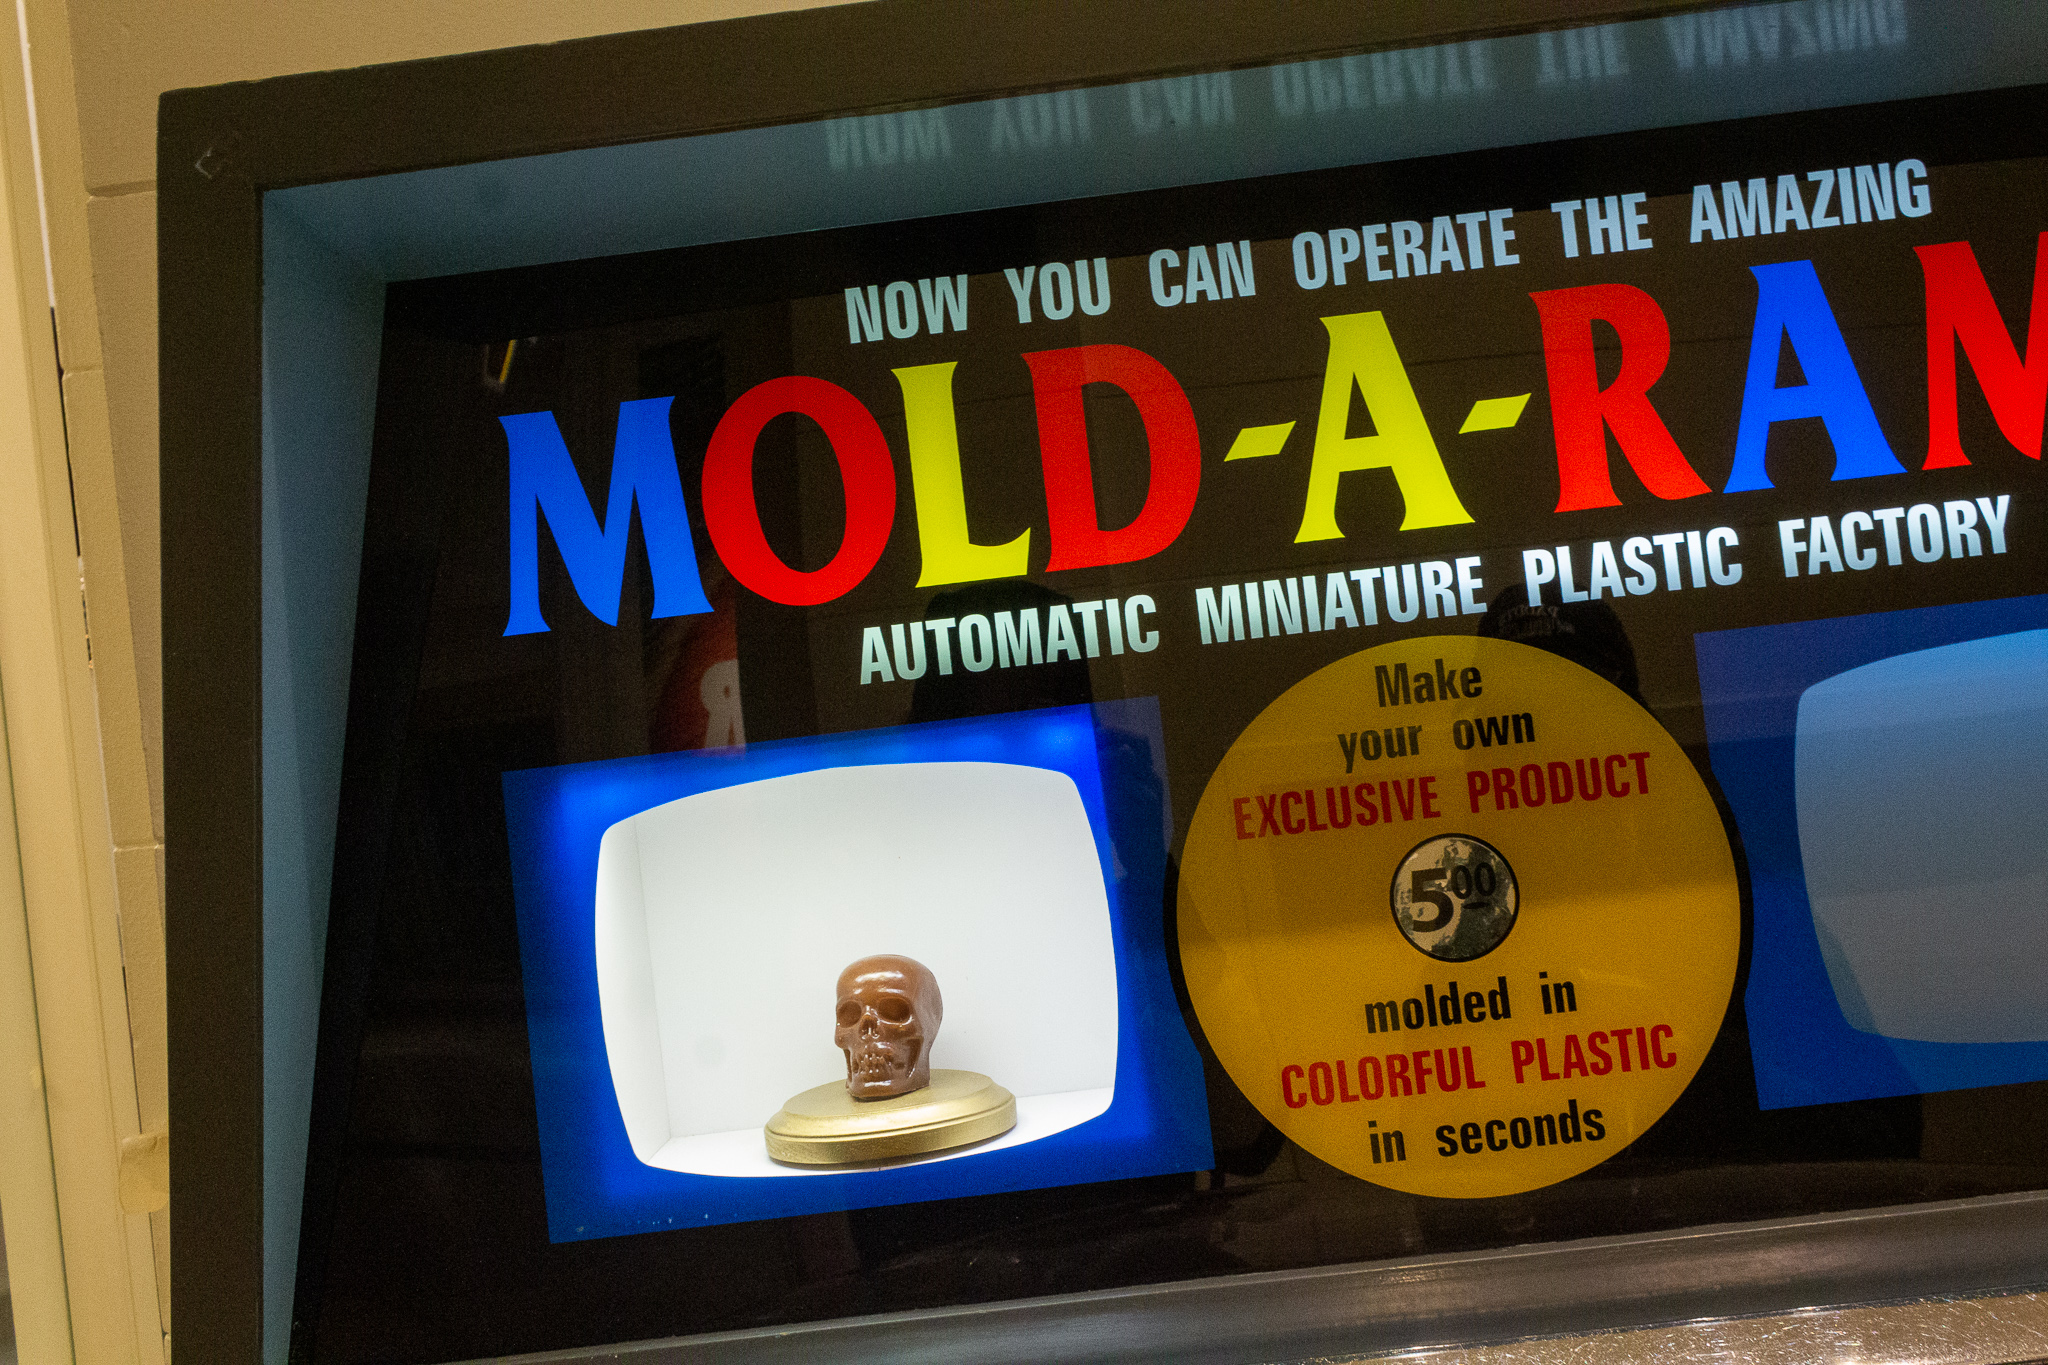 NOW YOU CAN OPERATE THE AMAZING
MOLD-A-RAM
AUTOMATIC MINIATURE PLASTIC FACTORY
Make
your own
EXCLUSIVE PRODUCT
5.00
molded in
COLORFUL PLASTIC
in seconds